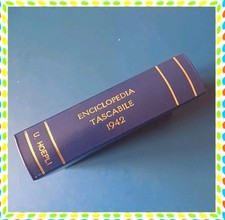 ENCICLOPEDIA
TASCABILE
1942
U. HOEPLI